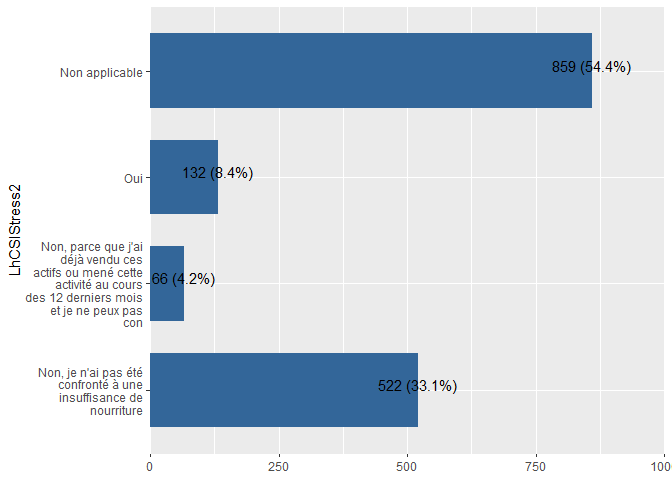 LhCSIStress2
Non applicable
859 (54.4%)
Oui
132 (8.4%)
Non, parce que j'ai
déjà vendu ces
actifs ou mené cette
activité au cours
des 12 derniers mois
et je ne peux pas
con
66 (4.2%)
Non, je n'ai pas été
confronté à une
insuffisance de
nourriture
522 (33.1%)
0 250 500 750 100